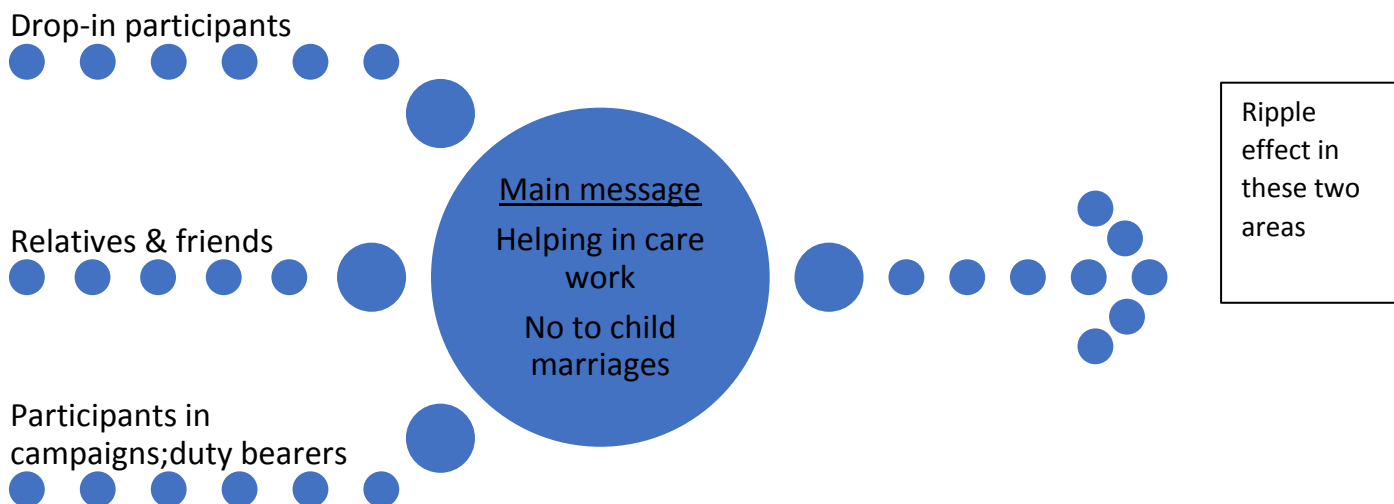 Drop-in participants
Relatives & friends
Participants in
campaigns;duty bearers
Main message
Helping in care
work
No to child
marriages
Ripple
effect in
these two
areas